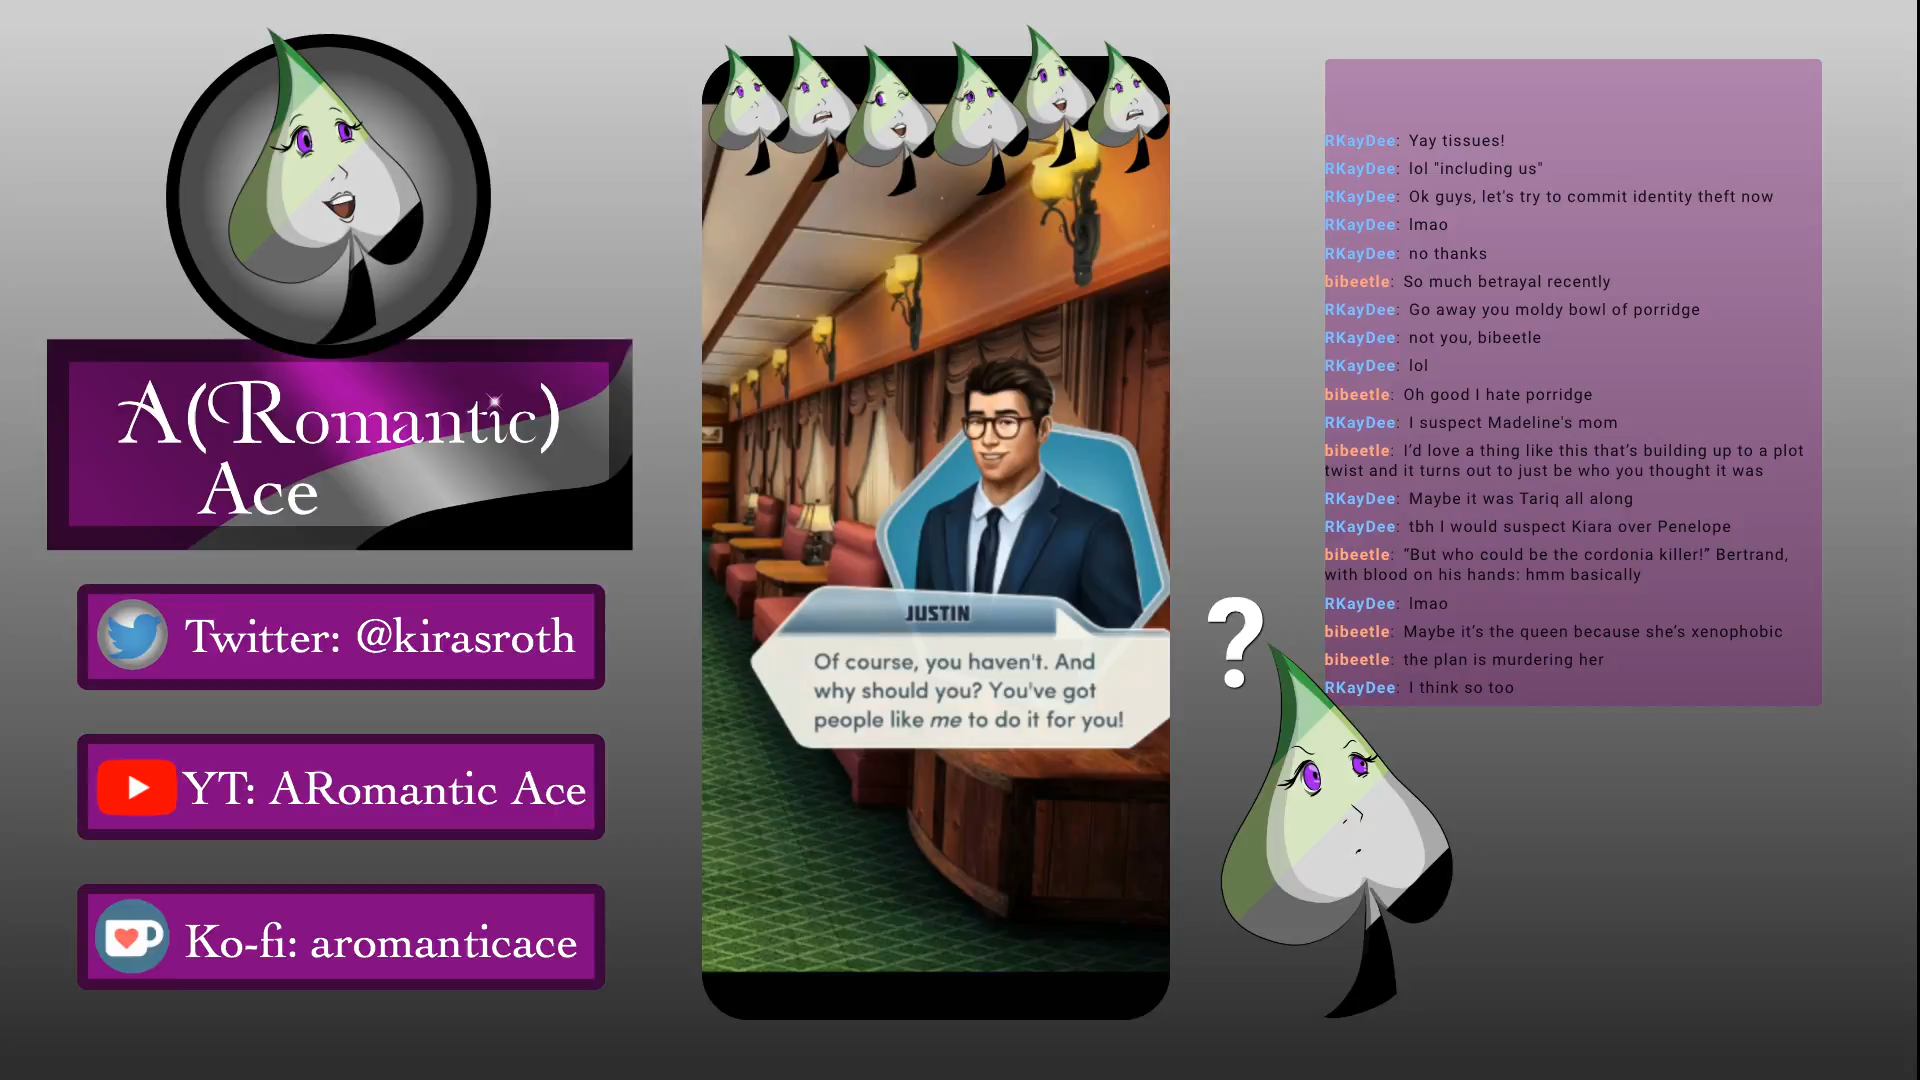 A(Romantic)
Ace
Twitter: @kirasroth
YT: ARomantic Ace
Ko-fi: aromanticace
JUSTIN
Of course, you haven't. And
why should you? You've got
people like me to do it for you!
?
RKayDee: Yay tissues!
RKayDee: lol "including us"
RKayDee: Ok guys, let's try to commit identity theft now
RKayDee: lmao
RKayDee: no thanks
bibeetle: So much betrayal recently
RKayDee: Go away you moldy bowl of porridge
RKayDee: not you, bibeetle
RKayDee: lol
bibeetle: Oh good I hate porridge
RKayDee: I suspect Madeline's mom
bibeetle: I’d love a thing like this that’s building up to a plot
twist and it turns out to just be who you thought it was
RKayDee: Maybe it was Tariq all along
RKayDee: tbh I would suspect Kiara over Penelope
bibeetle: “But who could be the cordonia killer!” Bertrand,
with blood on his hands: hmm basically
RKayDee: lmao
bibeetle: Maybe it’s the queen because she’s xenophobic
bibeetle: the plan is murdering her
RKayDee: I think so too